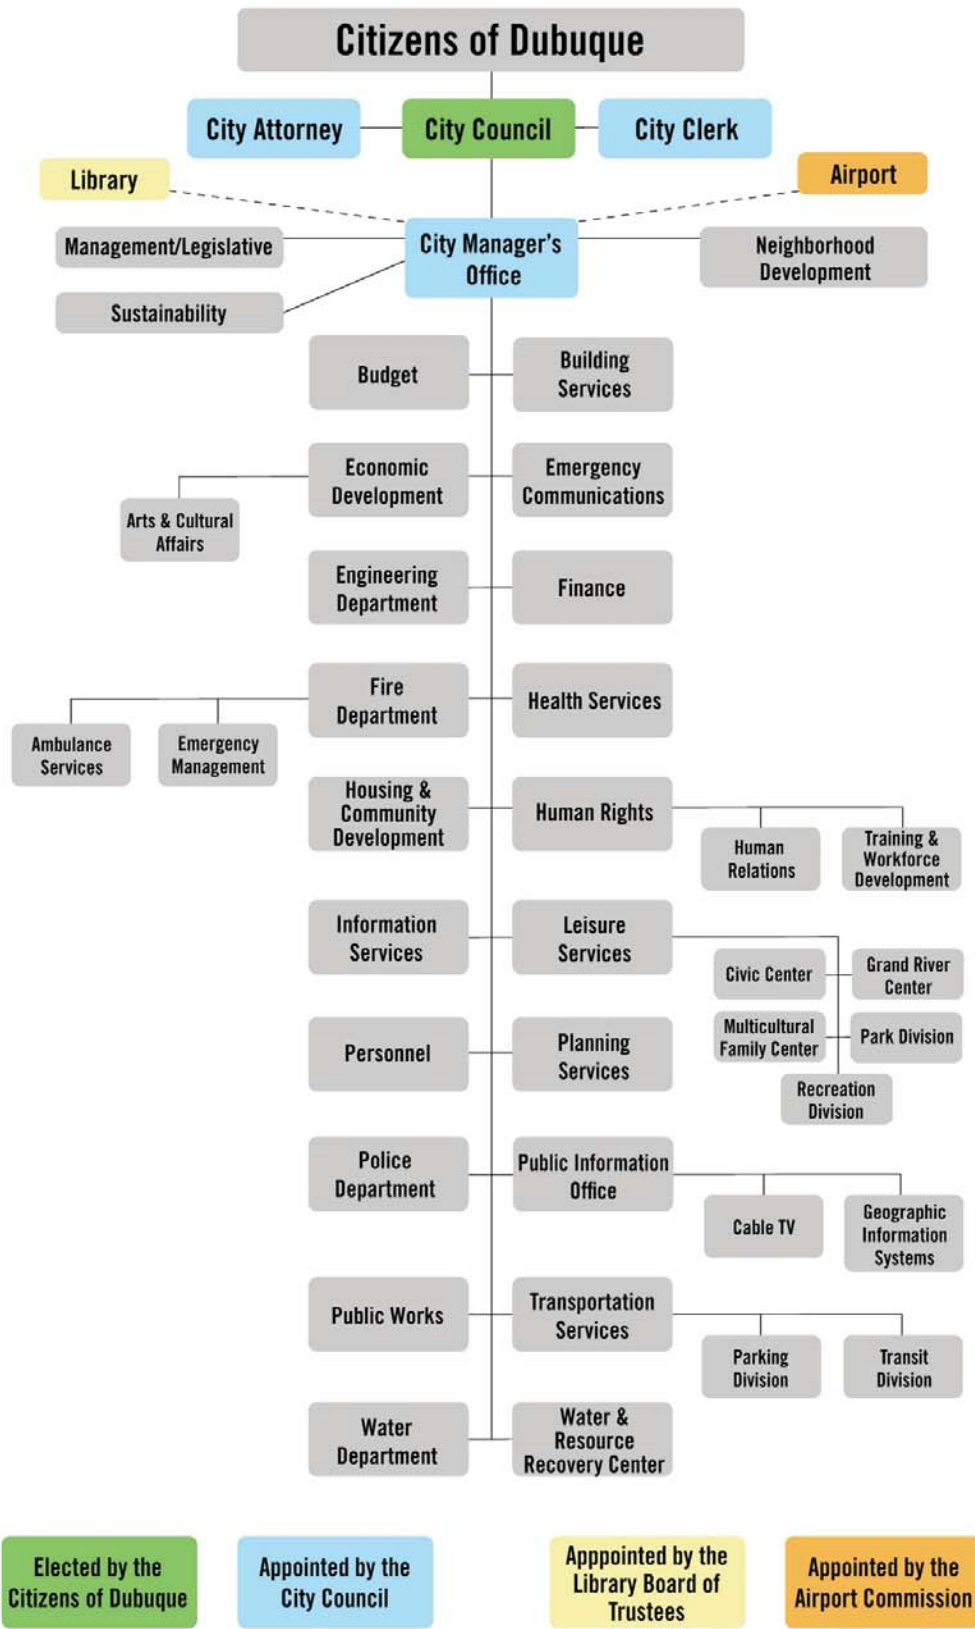 Citizens of Dubuque
City Attorney
City Council
City Clerk
Library
Airport
Management/Legislative
City Manager's
Office
Neighborhood
Development
Sustainability
Budget
Building
Services
Economic
Development
Emergency
Communications
Arts & Cultural
Affairs
Engineering
Department
Finance
Fire
Department
Health Services
Ambulance
Services
Emergency
Management
Housing &
Community
Development
Human Rights
Human
Relations
Training &
Workforce
Development
Information
Services
Leisure
Services
Civic Center
Grand River
Center
Multicultural
Family Center
Park Division
Recreation
Division
Personnel
Planning
Services
Police
Department
Public Information
Office
Cable TV
Geographic
Information
Systems
Public Works
Transportation
Services
Parking
Division
Transit
Division
Water
Department
Water &
Resource
Recovery Center
Elected by the
Citizens of Dubuque
Appointed by the
City Council
Apppointed by the
Library Board of
Trustees
Appointed by the
Airport Commission